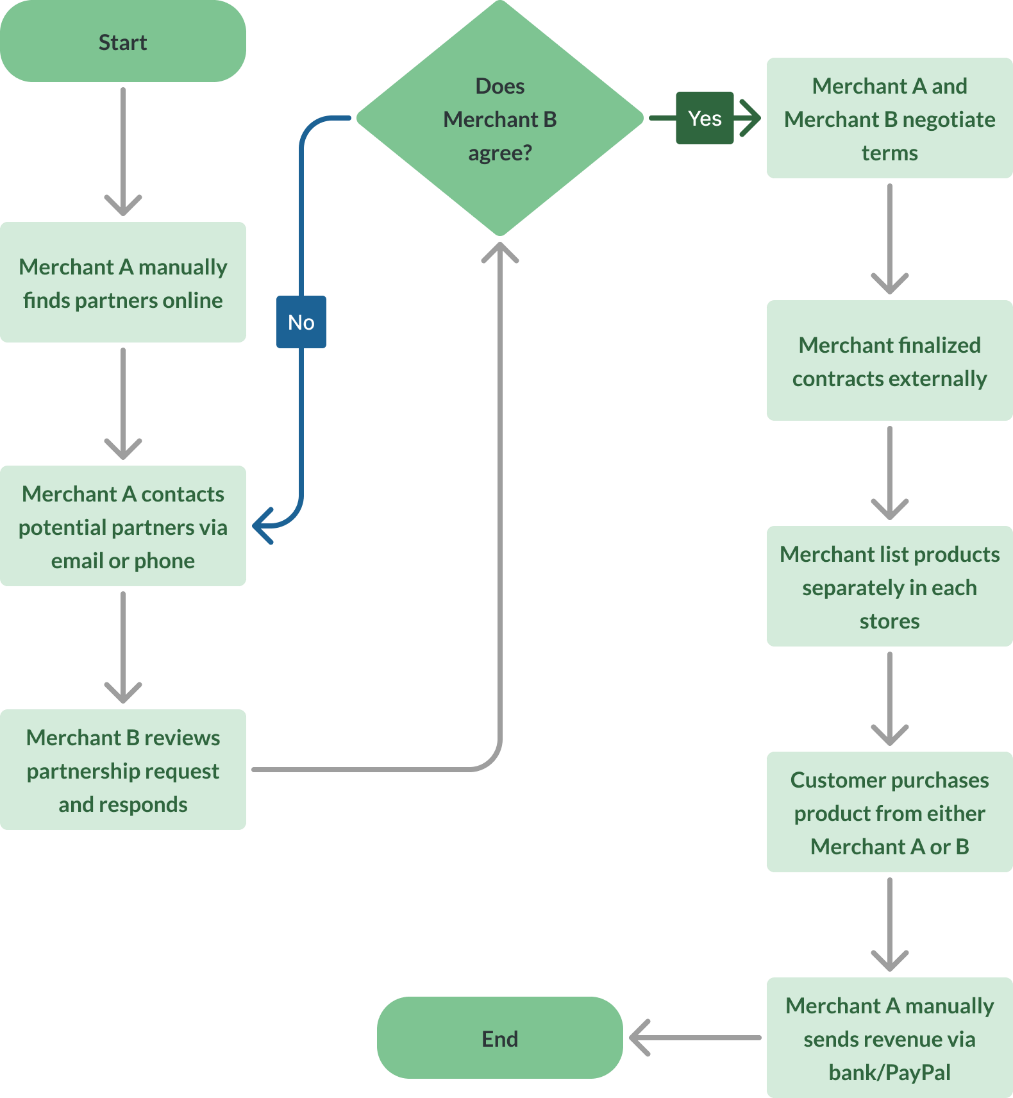 Start
Merchant A manually
finds partners online
Merchant A contacts
potential partners via
email or phone
Merchant B reviews
partnership request
and responds
Does
Merchant B
agree?
No
Yes
Merchant A and
Merchant B negotiate
terms
Merchant finalized
contracts externally
Merchant list products
separately in each
stores
Customer purchases
product from either
Merchant A or B
Merchant A manually
sends revenue via
bank/PayPal
End